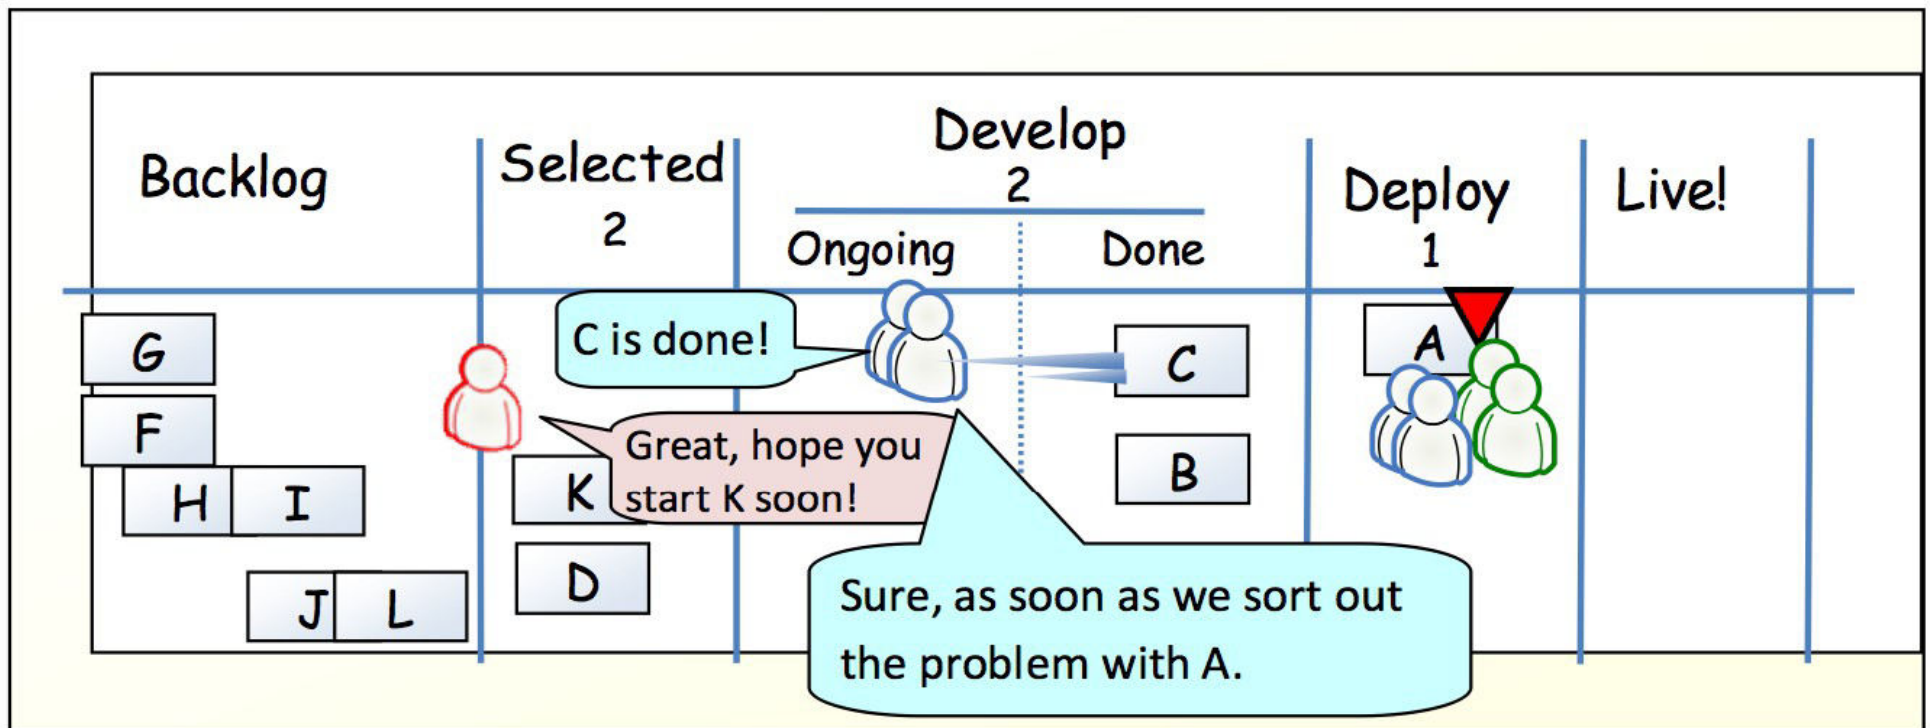 Backlog
Selected
2
Develop
2
Ongoing
Done
Deploy
1
Live!
G
F
H
I
J
L
K
D
C
B
A
C is done!
Great, hope you
start K soon!
Sure, as soon as we sort out
the problem with A.